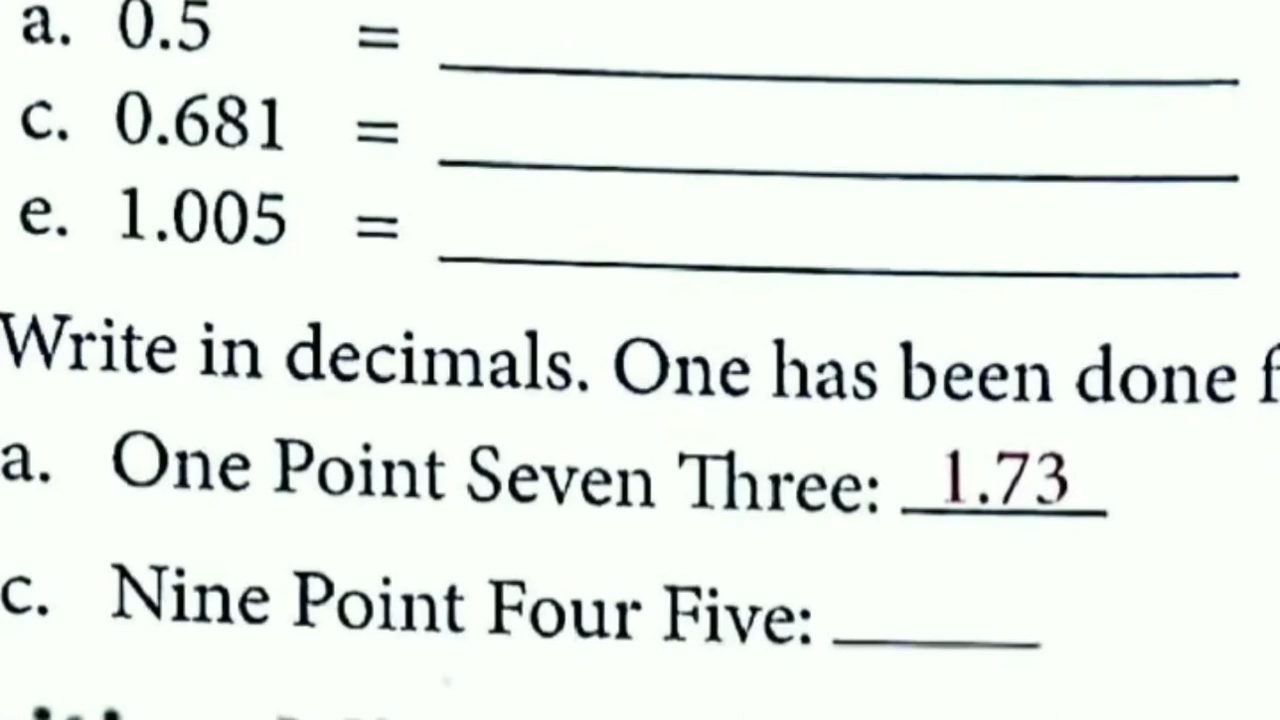 a. 0.5 = 
c. 0.681 = 
e. 1.005 = 
Write in decimals. One has been done
a. One Point Seven Three: 1.73
c. Nine Point Four Five: